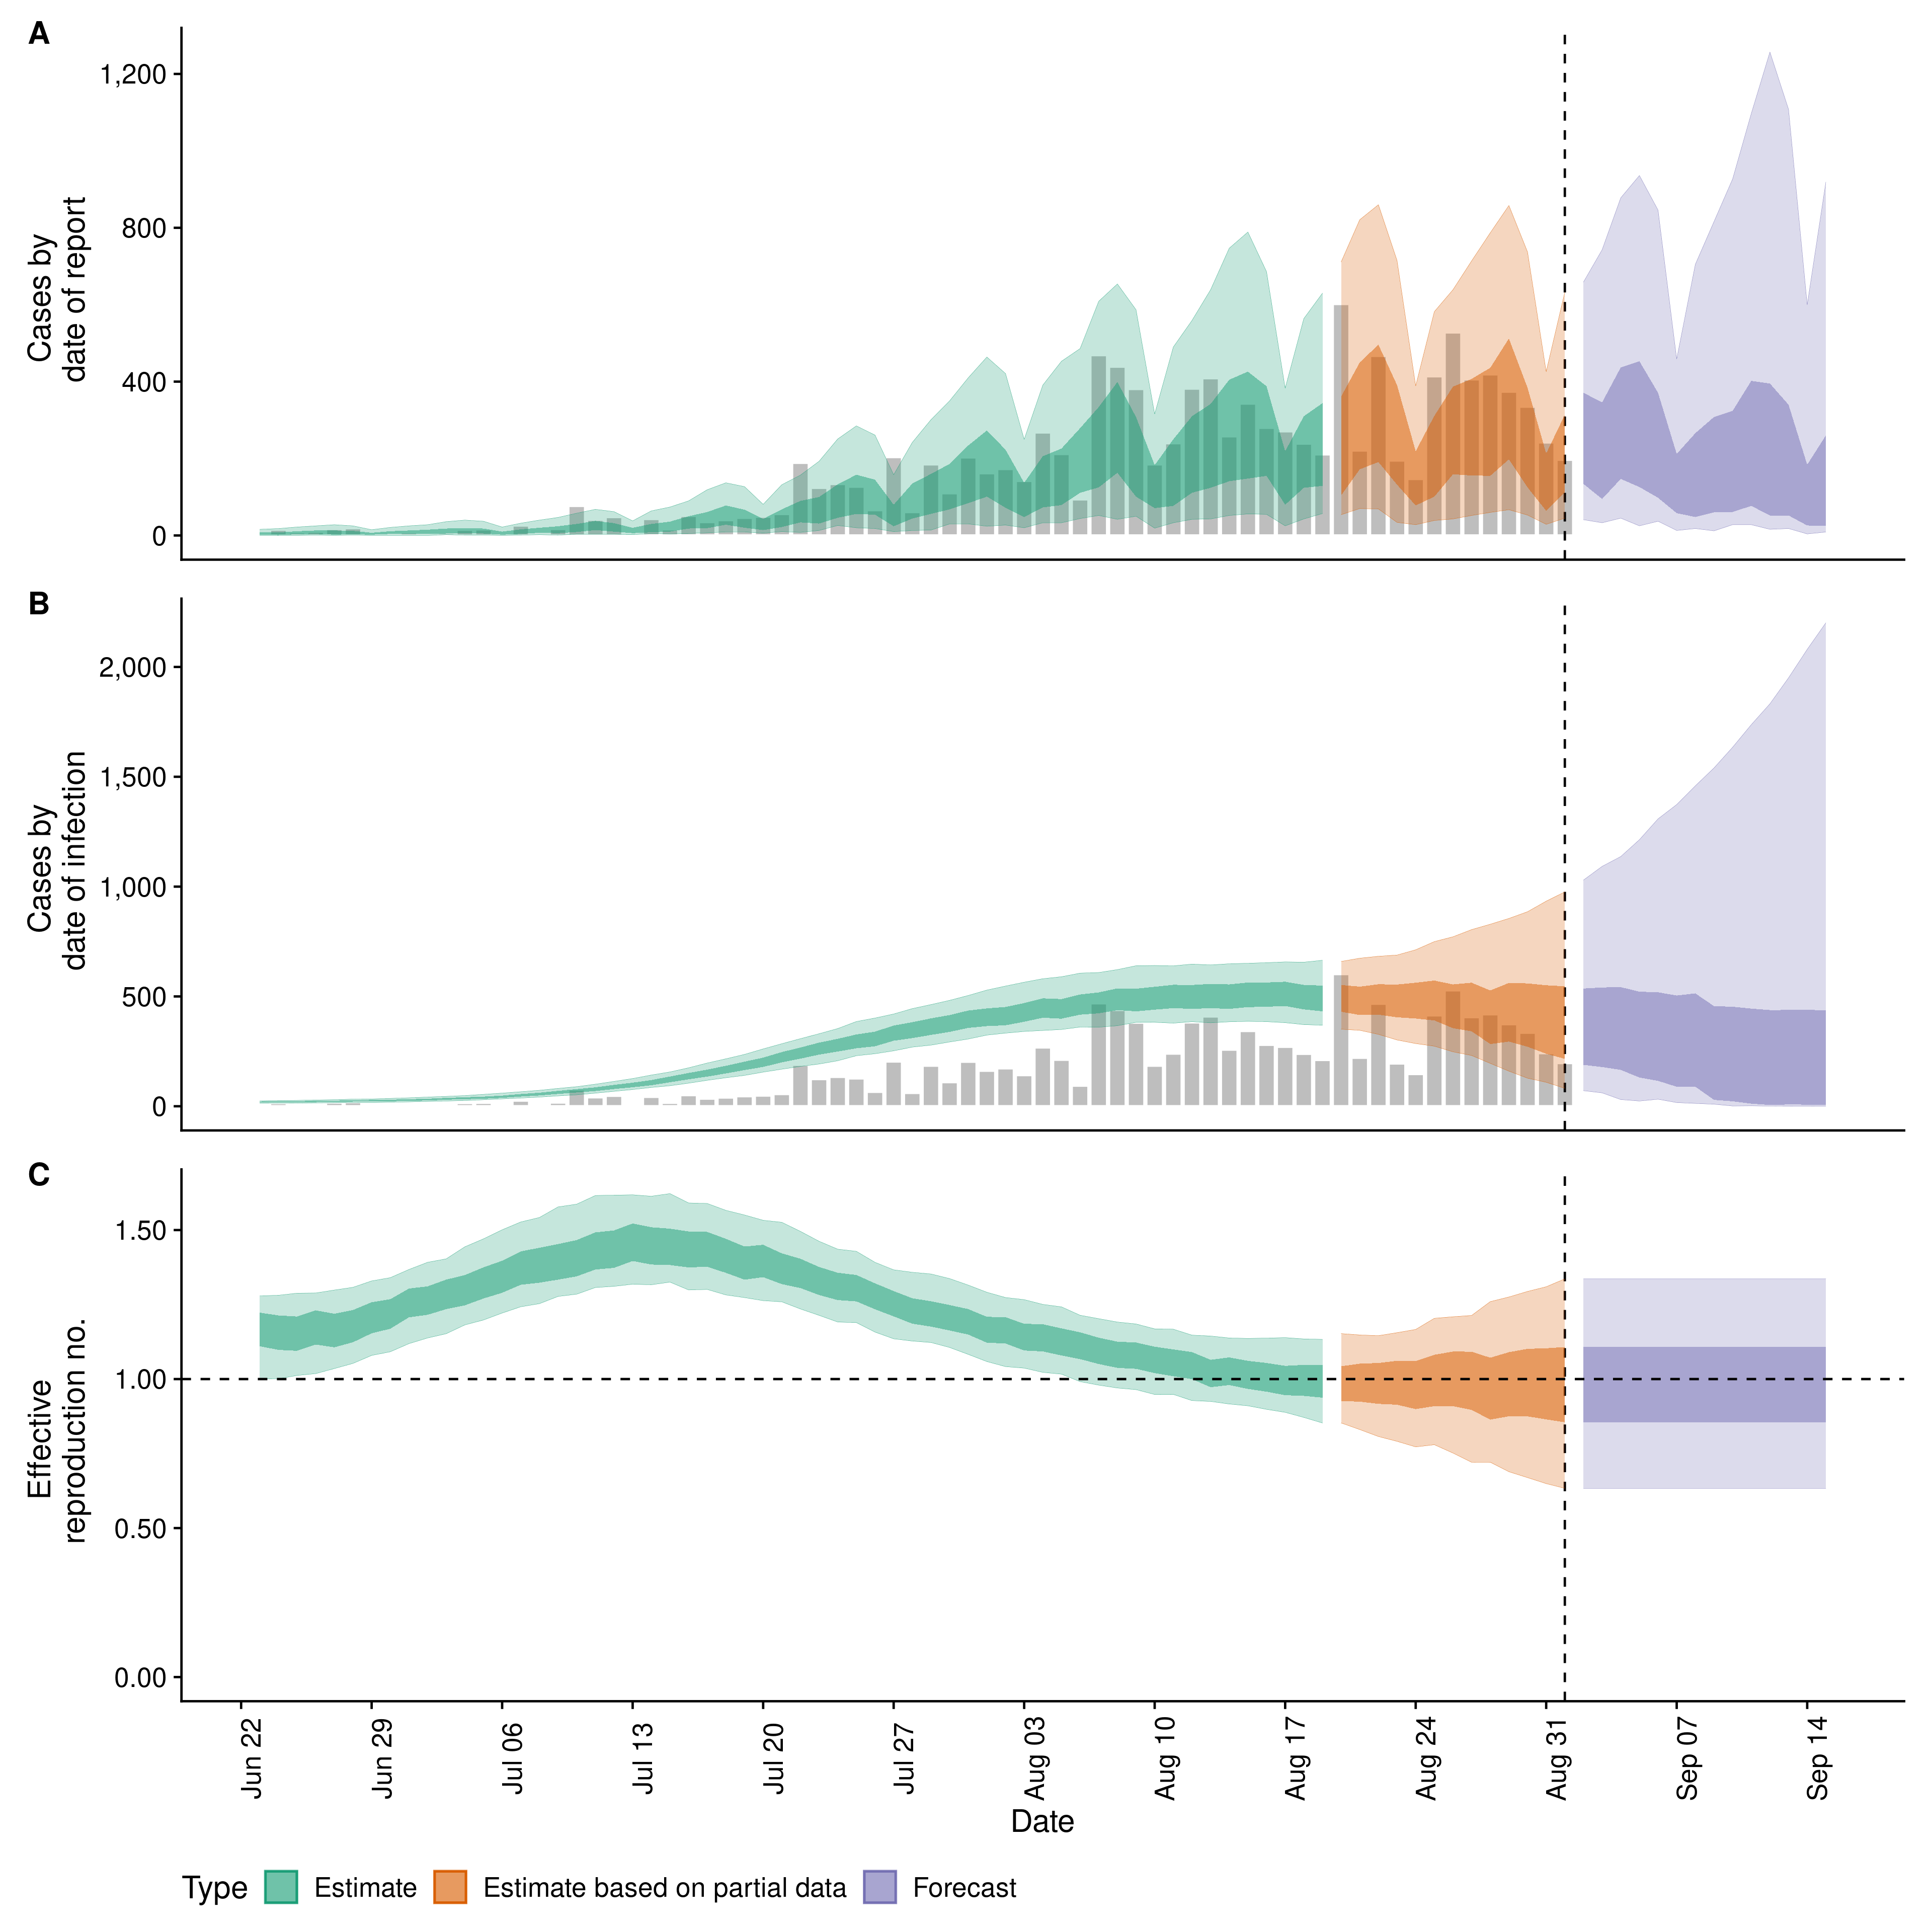 A
1,200
800
400
0
Cases by
date of report
B
2,000
1,500
1,000
500
0
Cases by
date of infection
C
1.50
1.00
0.50
0.00
Effective
reproduction no.
Jun 22
Jun 29
Jul 06
Jul 13
Jul 20
Jul 27
Aug 03
Aug 10
Aug 17
Aug 24
Aug 31
Sep 07
Sep 14
Date
Type Estimate Estimate based on partial data Forecast